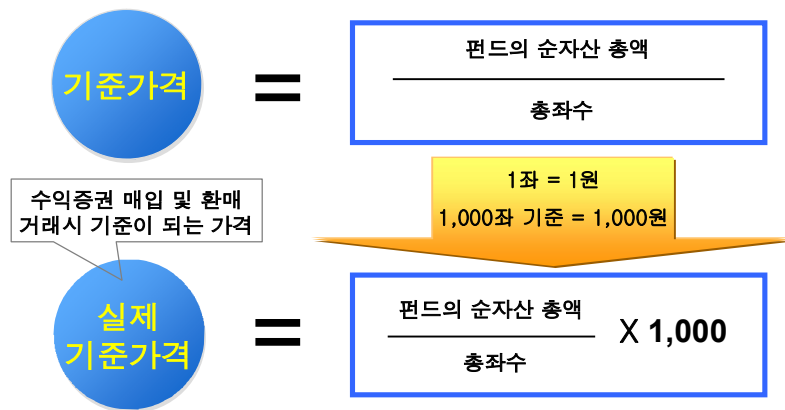 기준가격
=
펀드의 순자산 총액
총좌수
1좌 = 1원
1,000좌 기준 = 1,000원
수익증권 매입 및 환매
거래시 기준이 되는 가격
실제
기준가격
=
펀드의 순자산 총액
총좌수
X 1,000